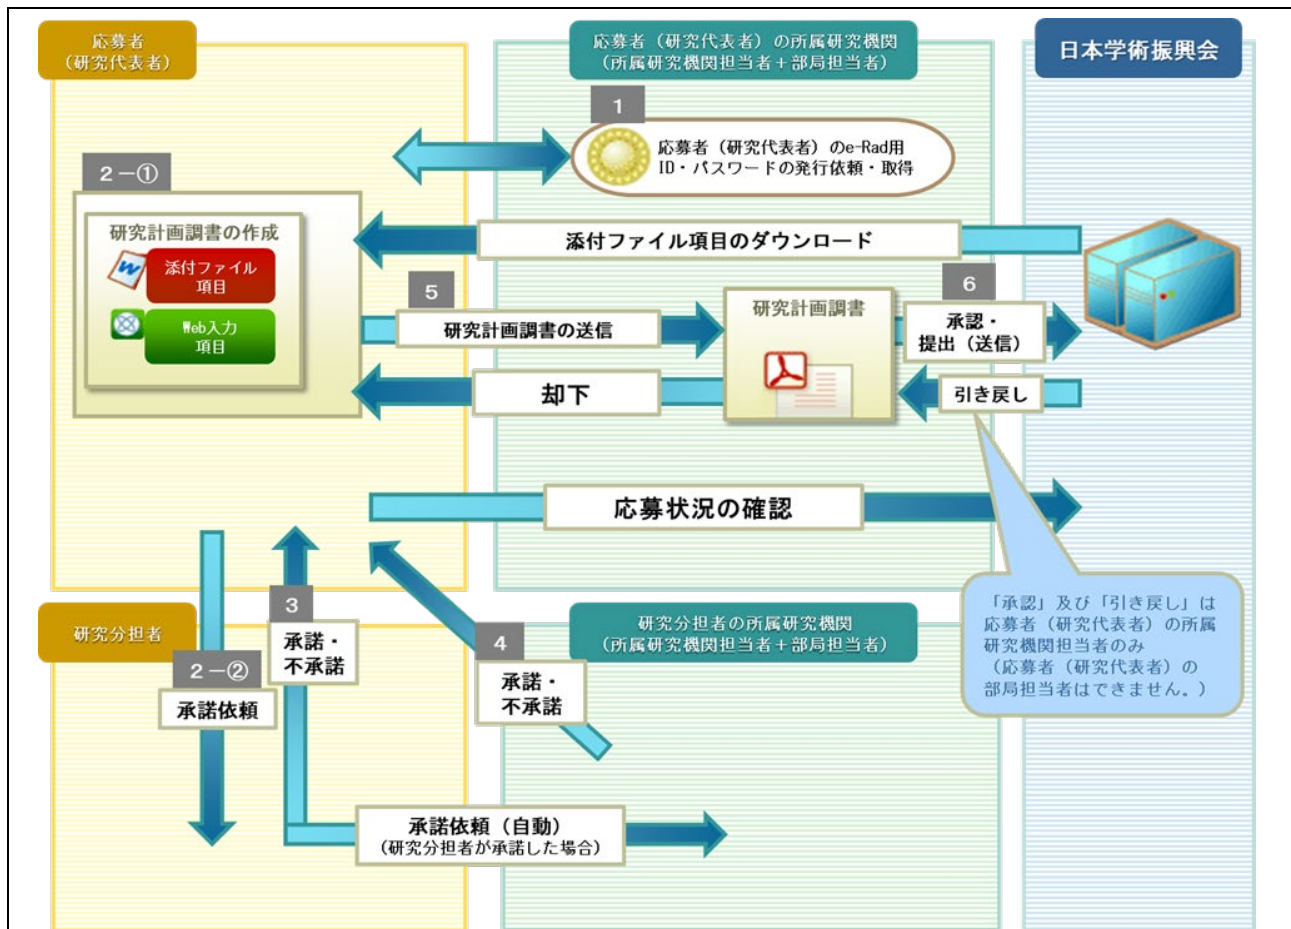 応募者
(研究代表者)
応募者（研究代表者）の所属研究機関
(所属研究機関担当者＋部局担当者)
日本学術振興会
1
応募者（研究代表者）のe-Rad用
ID・パスワードの発行依頼・取得
2－①
研究計画調書の作成
添付ファイル
項目
Web入力
項目
添付ファイル項目のダウンロード
5
研究計画調書の送信
研究計画調書
6
承認・
提出（送信）
却下
引き戻し
応募状況の確認
「承認」及び「引き戻し」は
応募者（研究代表者）の所属
研究機関担当者のみ
（応募者（研究代表者）の
部局担当者はできません。）
研究分担者
研究分担者の所属研究機関
(所属研究機関担当者＋部局担当者)
2－②
承諾依頼
3
承諾・
不承諾
4
承諾・
不承諾
承諾依頼（自動）
(研究分担者が承諾した場合)